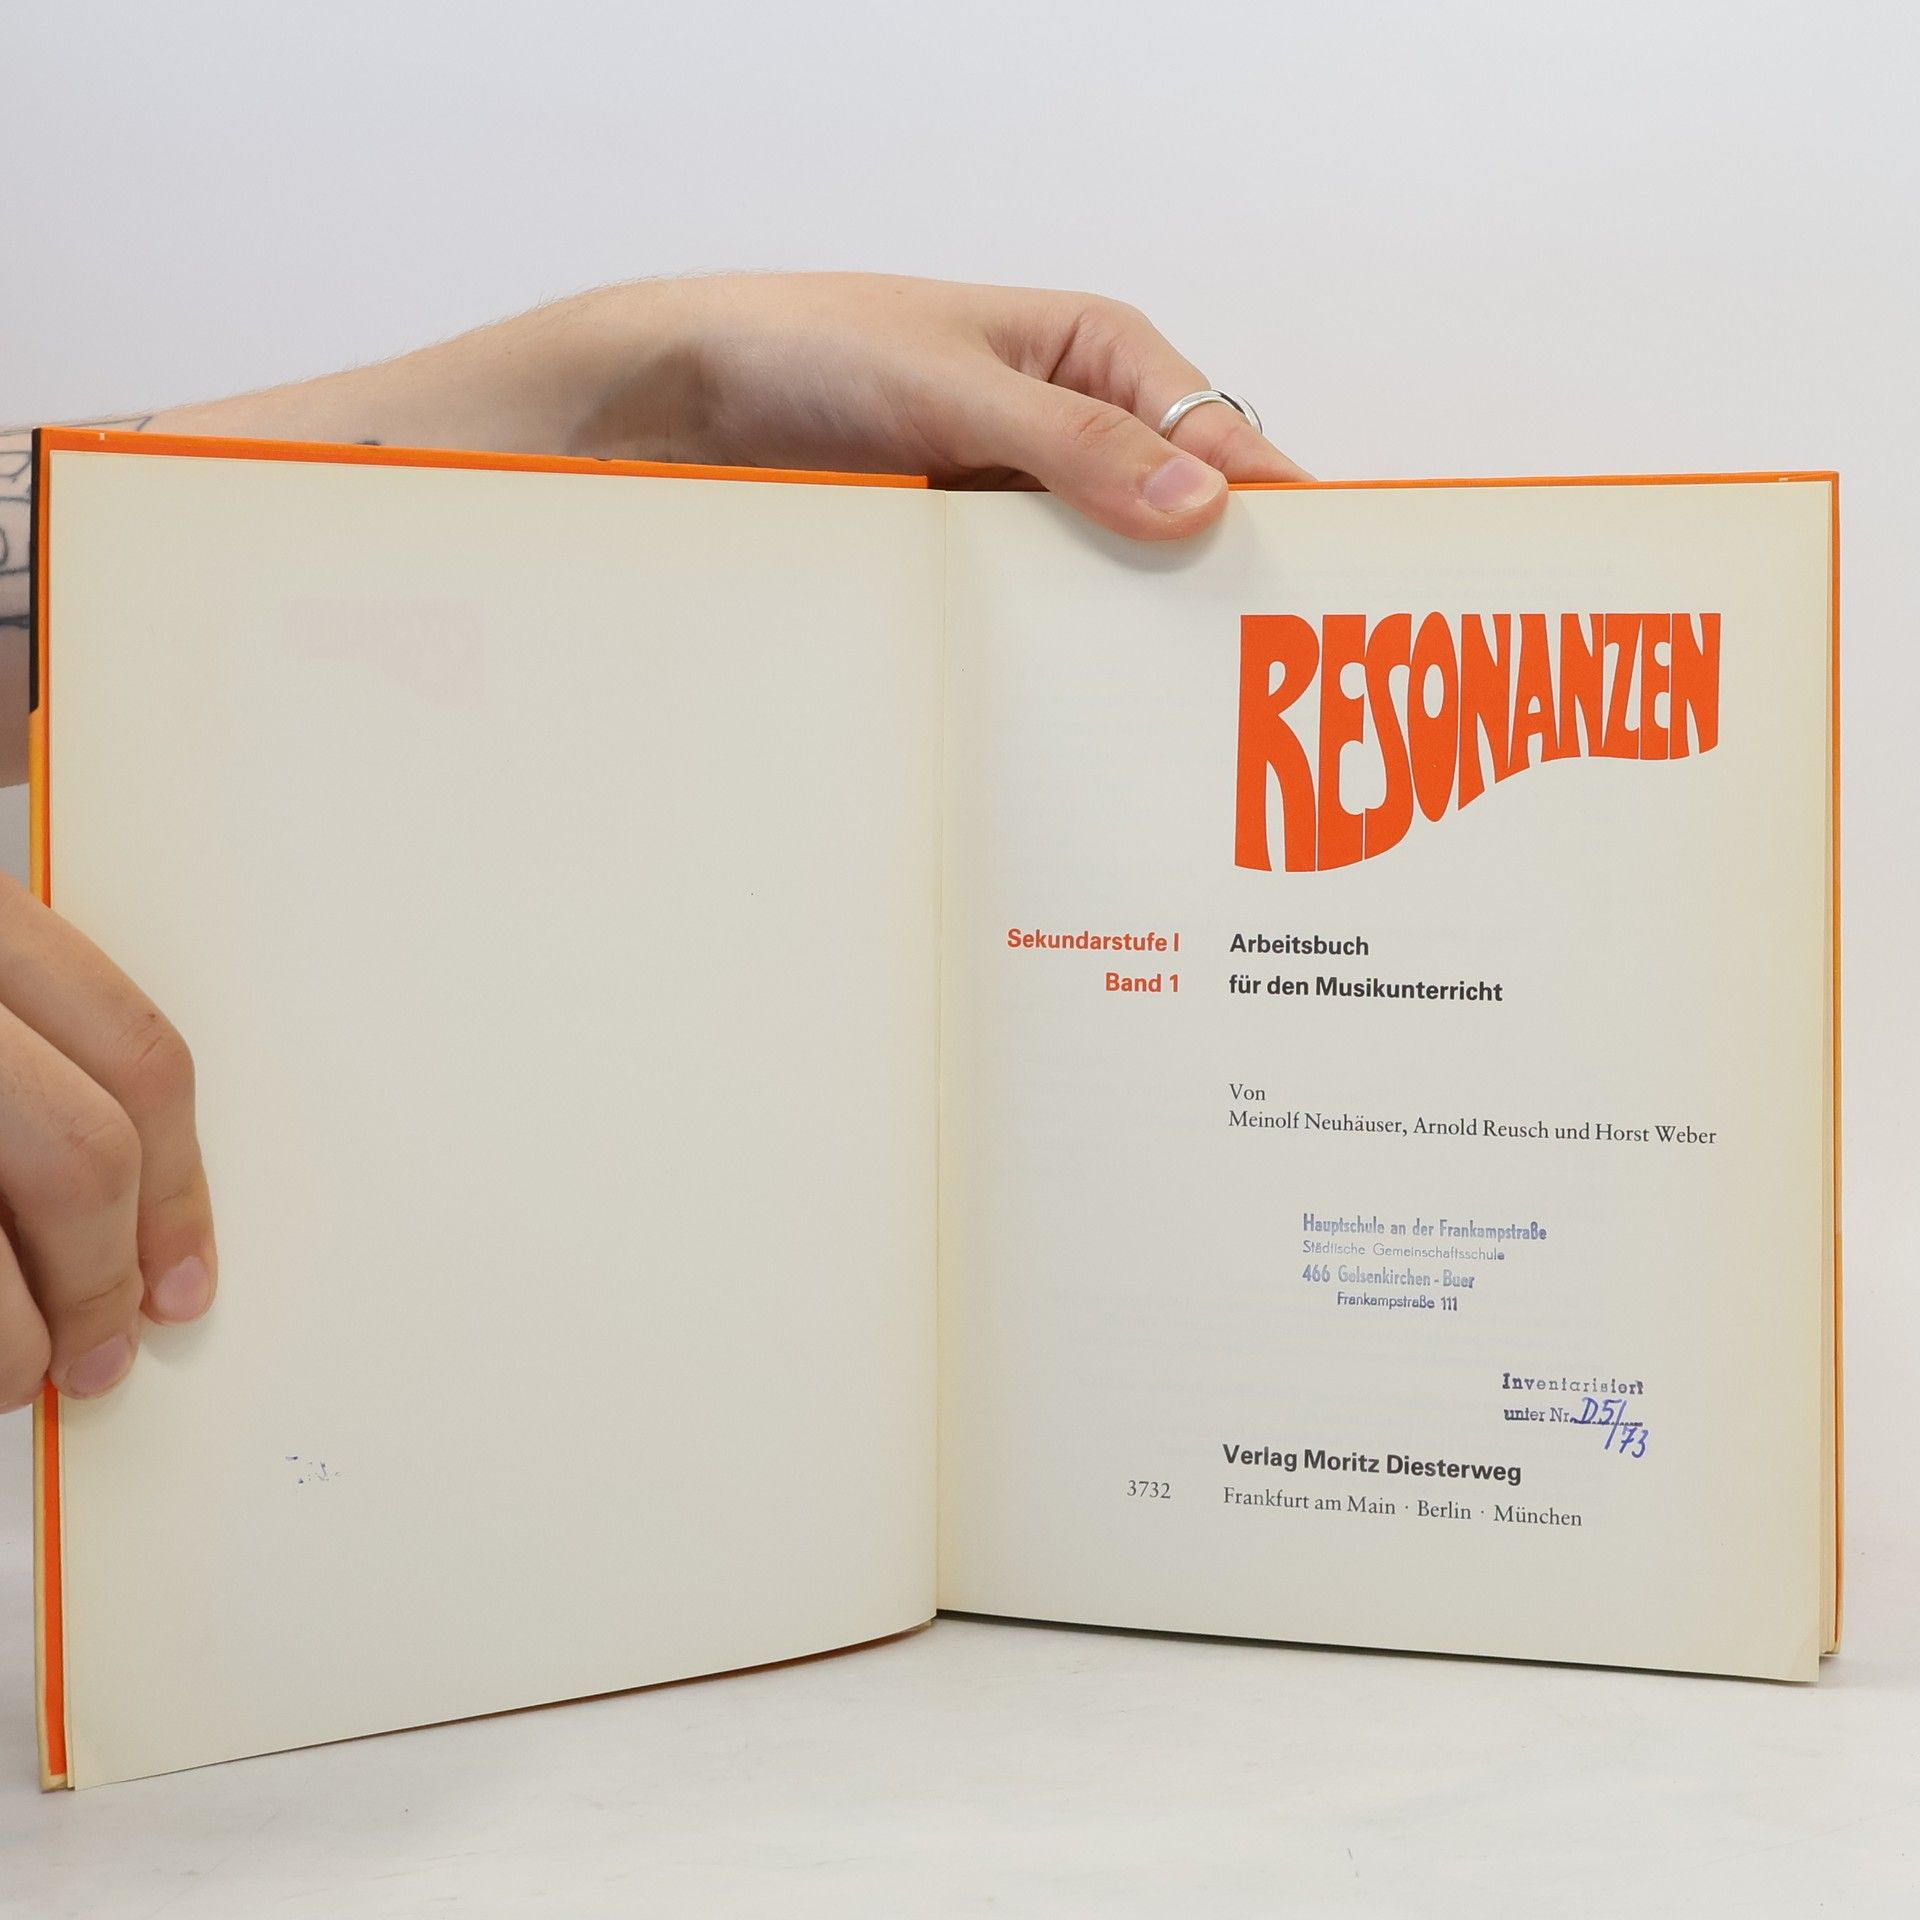 RESONANZEN
Sekundarstufe I
Band 1
Arbeitsbuch
für den Musikunterricht
Von
Meinolf Neuhäuser, Arnold Reusch und Horst Weber
Hauptschule an der Frankampstraße
Städtische Gemeinschaftsschule
466 Gelsenkirchen - Buer
Frankampstraße 111
Inventarisiert
unter Nr. D5/73
Verlag Moritz Diesterweg
3732
Frankfurt am Main · Berlin · München